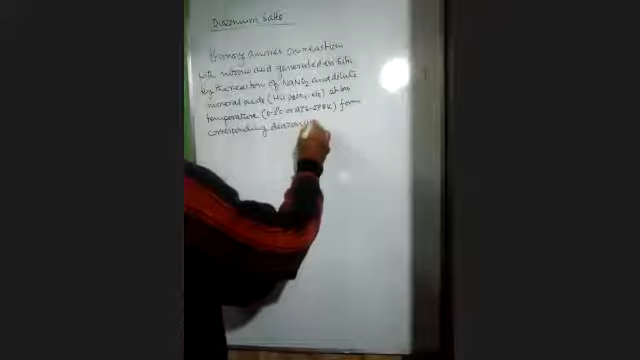 Diazonium Salts
Primary amines on reaction
with nitrous acid generated in situ
by the reaction of NaNO2 and dilute
mineral acids (HCl, H2SO4, etc) at low
temperature (0-5°c or 273-278K) form
corresponding diazoniu